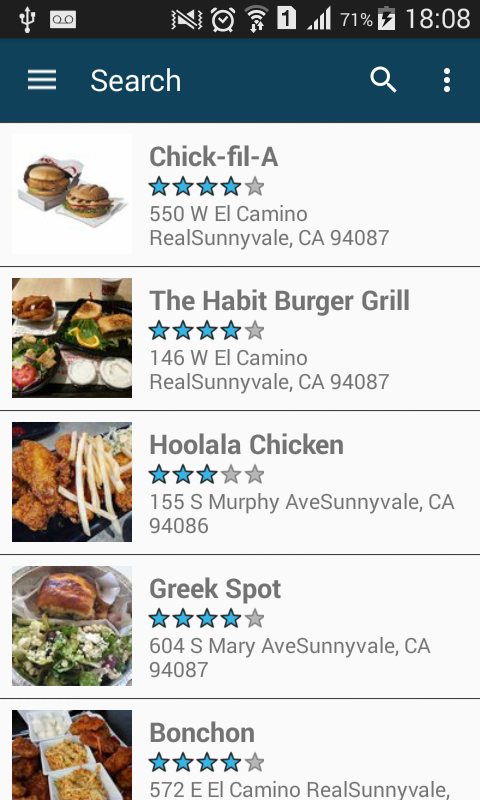 1 71% 18:08
Search
Chick-fil-A
550 W El Camino
RealSunnyvale, CA 94087
The Habit Burger Grill
146 W El Camino
RealSunnyvale, CA 94087
Hoolala Chicken
155 S Murphy AveSunnyvale, CA
94086
Greek Spot
604 S Mary AveSunnyvale, CA
94087
Bonchon
572 E El Camino RealSunnyvale,